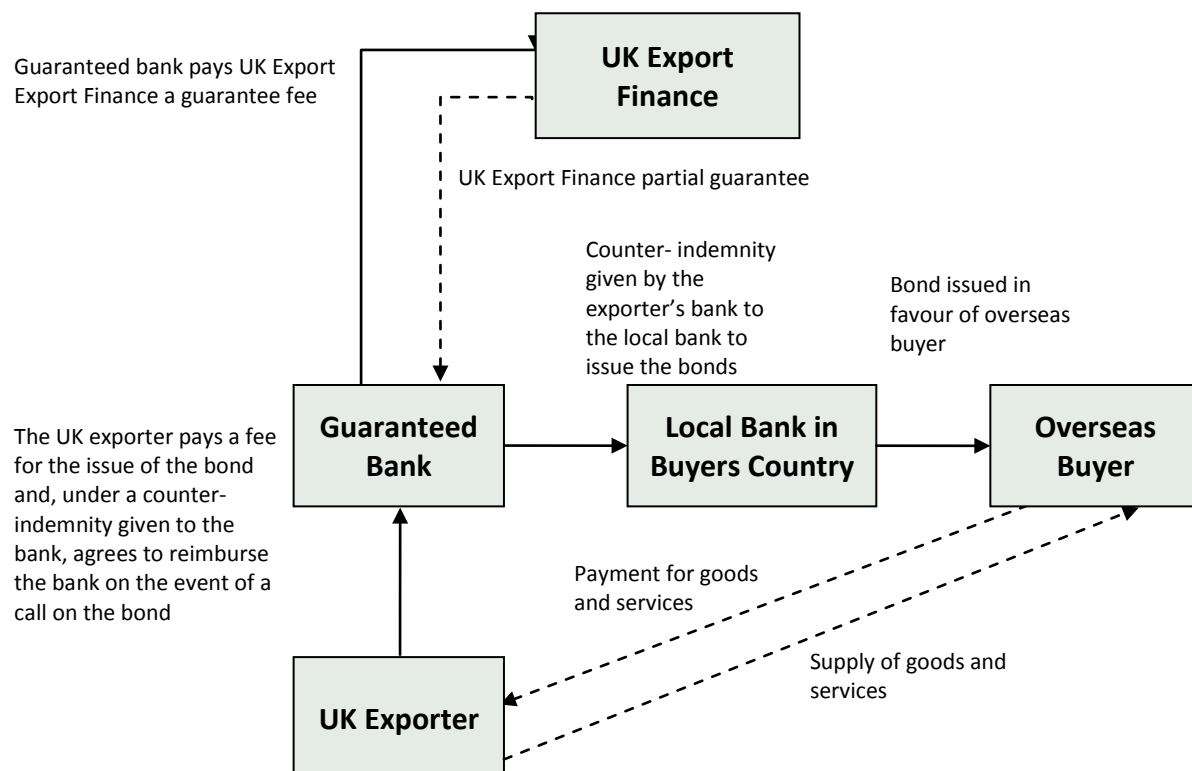 Guaranteed bank pays UK Export
Export Finance a guarantee fee
UK Export
Finance
UK Export Finance partial guarantee
Counter- indemnity
given by the
exporter’s bank to
the local bank to
issue the bonds
Bond issued in
favour of overseas
buyer
The UK exporter pays a fee
for the issue of the bond
and, under a counter-
indemnity given to the
bank, agrees to reimburse
the bank on the event of a
call on the bond
Guaranteed
Bank
Local Bank in
Buyers Country
Overseas
Buyer
Payment for goods
and services
Supply of goods and
services
UK Exporter